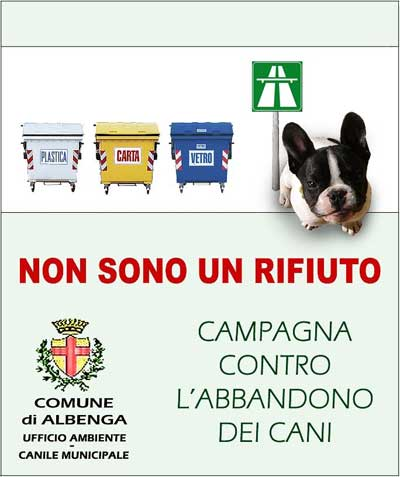 PLASTICA
CARTA
VETRO
NON SONO UN RIFIUTO
COMUNE
di ALBENGA
UFFICIO AMBIENTE
-
CANILE MUNICIPALE
CAMPAGNA
CONTRO
L'ABBANDONO
DEI CANI